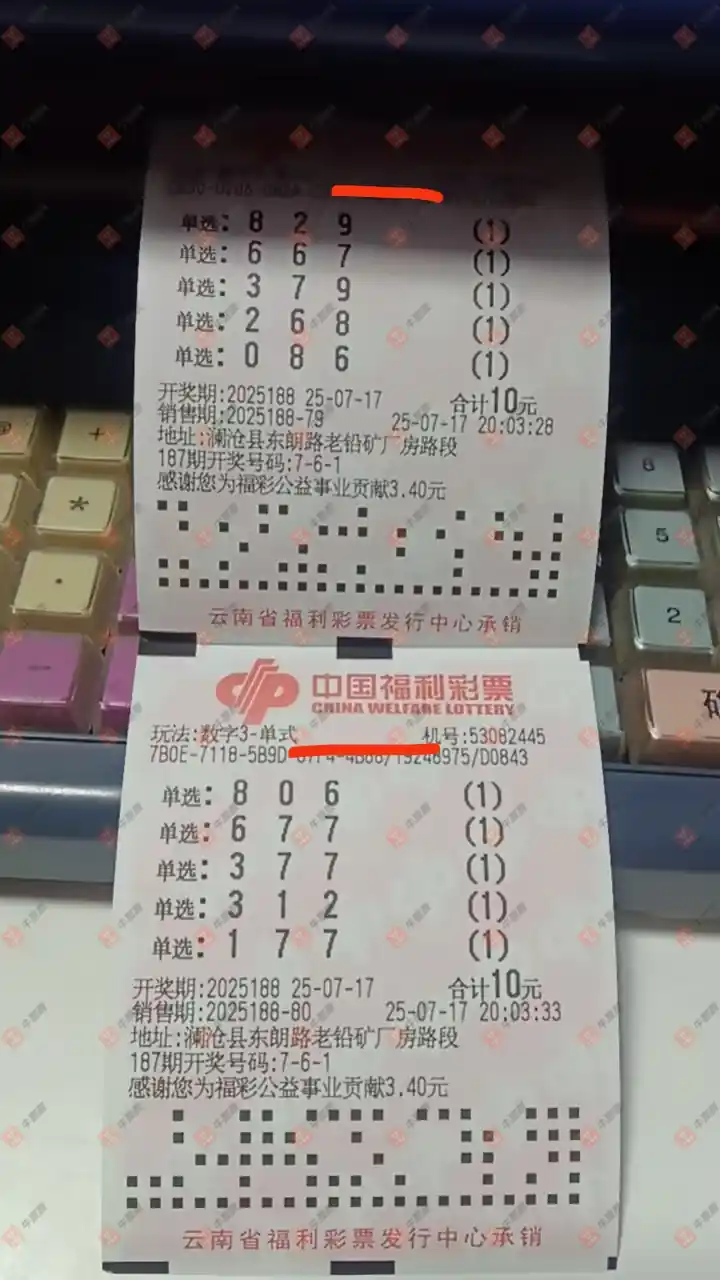 单选: 8 2 9 (1)
单选: 6 6 7 (1)
单选: 3 7 9 (1)
单选: 2 6 8 (1)
单选: 0 8 6 (1)
开奖期:2025188 25-07-17 合计10元
销售期:2025188-79 25-07-17 20:03:28
地址:澜沧县东朗路老铅矿厂房路段
187期开奖号码:7-6-1
感谢您为福彩公益事业贡献3.40元
云南省福利彩票发行中心承销
中国福利彩票
CHINA WELFARE LOTTERY
玩法:数字3-单式 机号:53082445
7B0E-7118-5B9D /D0843
单选: 8 0 6 (1)
单选: 6 7 7 (1)
单选: 3 7 7 (1)
单选: 3 1 2 (1)
单选: 1 7 7 (1)
开奖期:2025188 25-07-17 合计10元
销售期:2025188-80 25-07-17 20:03:33
地址:澜沧县东朗路老铅矿厂房路段
187期开奖号码:7-6-1
感谢您为福彩公益事业贡献3.40元
云南省福利彩票发行中心承销
+
*
8
5
2